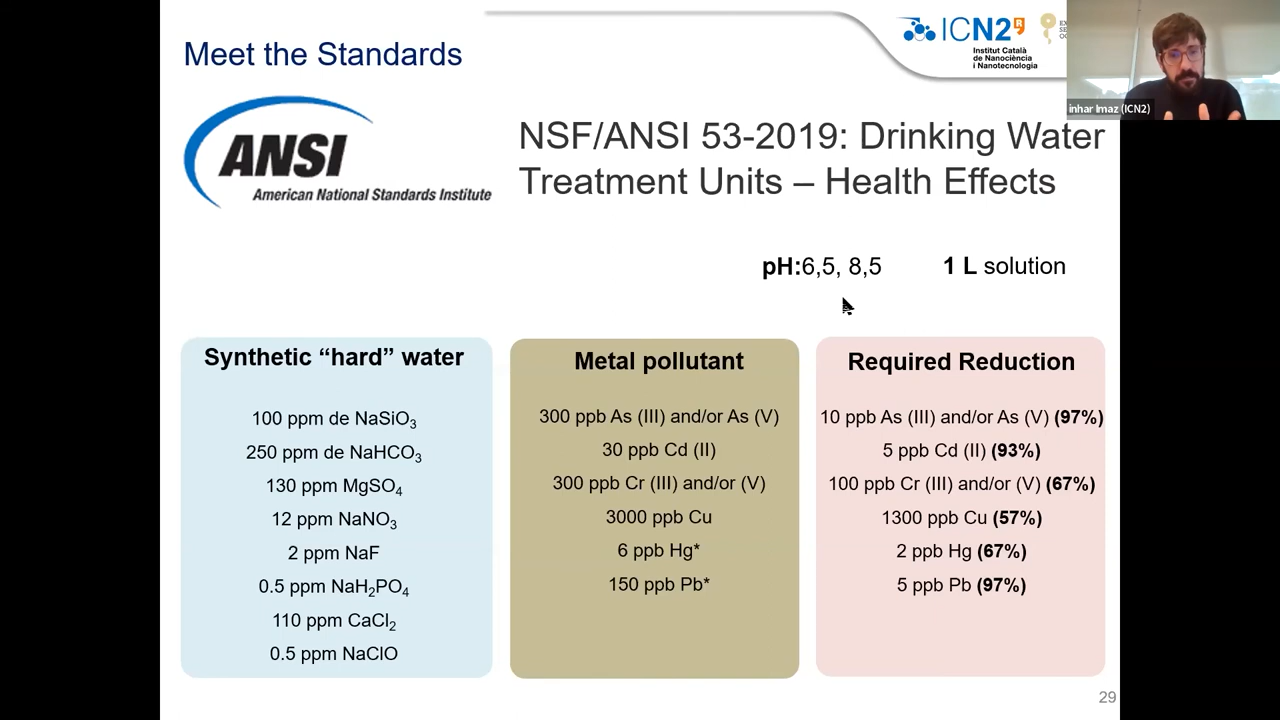 Meet the Standards
ICN2
Institut Català
de Nanociència
i Nanotecnologia
inhar Imaz (ICN2)
ANSI
American National Standards Institute
NSF/ANSI 53-2019: Drinking Water
Treatment Units – Health Effects
pH:6,5, 8,5
1 L solution
Synthetic “hard” water
100 ppm de NaSiO₃
250 ppm de NaHCO₃
130 ppm MgSO₄
12 ppm NaNO₃
2 ppm NaF
0.5 ppm NaH₂PO₄
110 ppm CaCl₂
0.5 ppm NaClO
Metal pollutant
300 ppb As (III) and/or As (V)
30 ppb Cd (II)
300 ppb Cr (III) and/or (V)
3000 ppb Cu
6 ppb Hg*
150 ppb Pb*
Required Reduction
10 ppb As (III) and/or As (V) (97%)
5 ppb Cd (II) (93%)
100 ppb Cr (III) and/or (V) (67%)
1300 ppb Cu (57%)
2 ppb Hg (67%)
5 ppb Pb (97%)
29